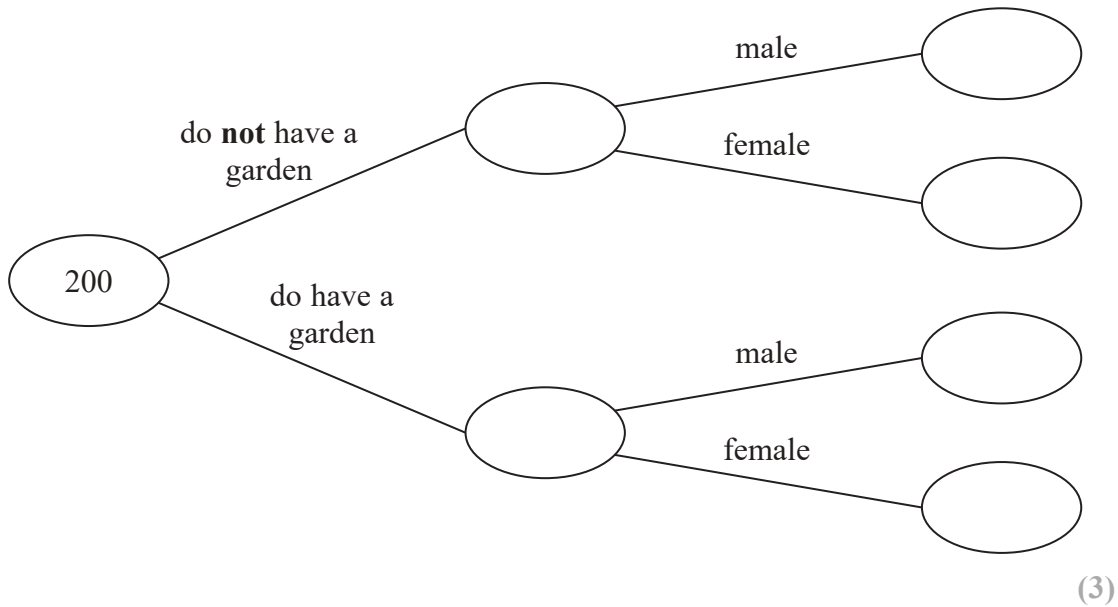 male
do not have a
garden
female
200
do have a
garden
male
female
(3)